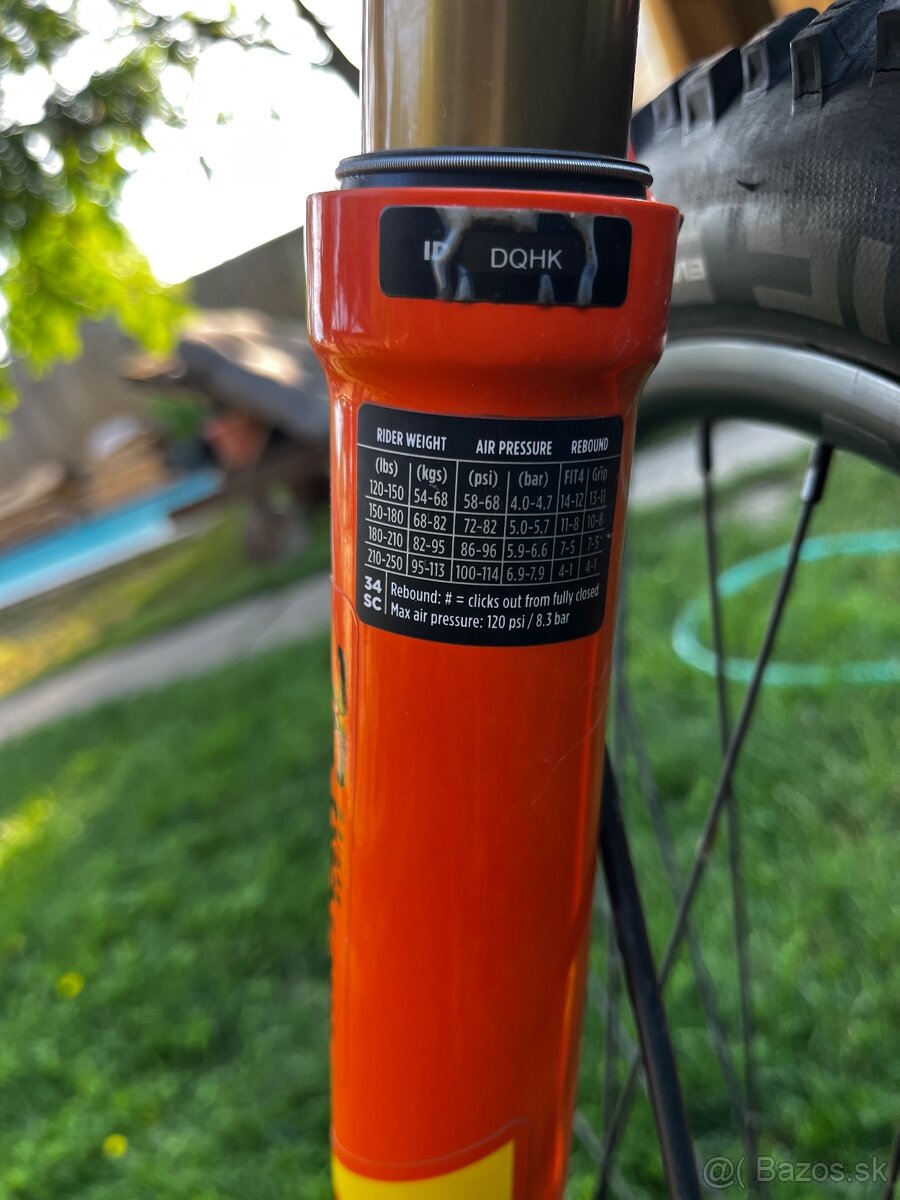 ID DQHK
RIDER WEIGHT AIR PRESSURE REBOUND
(lbs) (kgs) (psi) (bar) FIT4 Grip
120-150 54-68 58-68 4.0-4.7 14-12 13-11
150-180 68-82 72-82 5.0-5.7 11-8 10-8
180-210 82-95 86-96 5.9-6.6 7-5 7-5
210-250 95-113 100-114 6.9-7.9 4-1 4-1
34 SC Rebound: # = clicks out from fully closed
Max air pressure: 120 psi / 8.3 bar
@( Bazos.sk